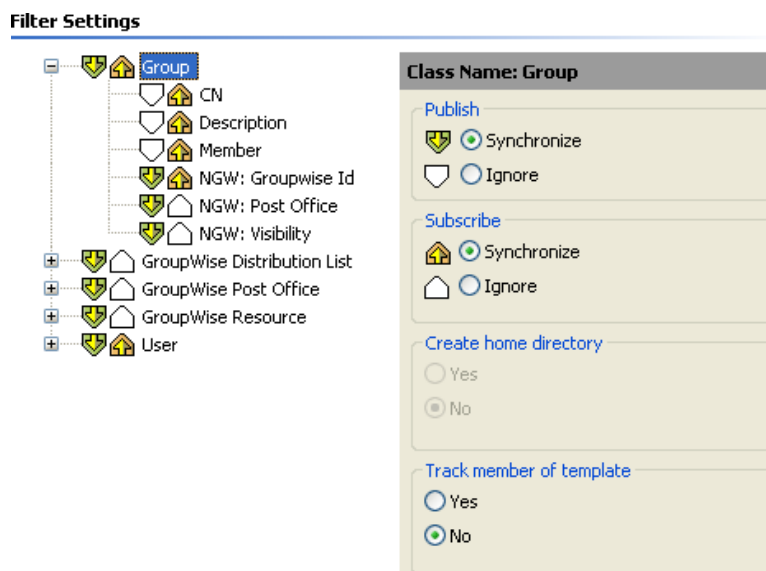 Filter Settings
Group
CN
Description
Member
NGW: Groupwise Id
NGW: Post Office
NGW: Visibility
GroupWise Distribution List
GroupWise Post Office
GroupWise Resource
User
Class Name: Group
Publish
Synchronize
Ignore
Subscribe
Synchronize
Ignore
Create home directory
Yes
No
Track member of template
Yes
No